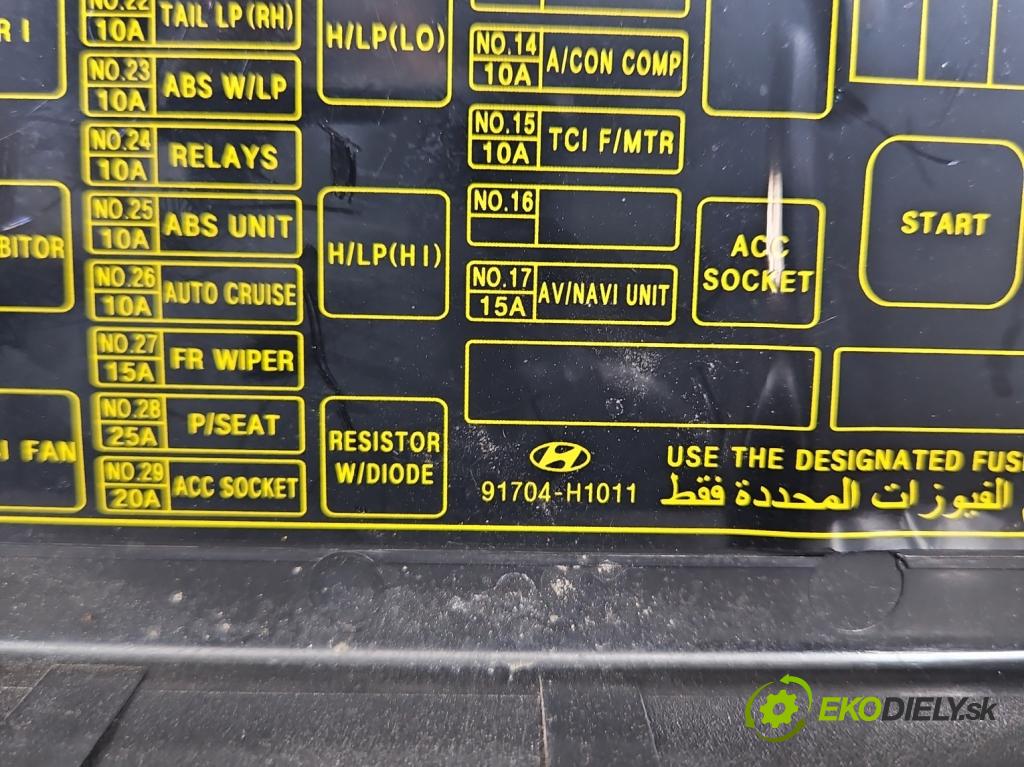 NO.22
10A
TAIL LP (RH)
NO.23
10A
ABS W/LP
NO.24
10A
RELAYS
NO.25
10A
ABS UNIT
NO.26
10A
AUTO CRUISE
NO.27
15A
FR WIPER
NO.28
25A
P/SEAT
NO.29
20A
ACC SOCKET
BITOR
FAN
H/LP(LO)
H/LP(HI)
RESISTOR
W/DIODE
NO.14
10A
A/CON COMP
NO.15
10A
TCI F/MTR
NO.16
NO.17
15A
AV/NAVI UNIT
ACC
SOCKET
START
91704-H1011
USE THE DESIGNATED FUS
الفيوزات المحددة فقط
EKODIELY.sk